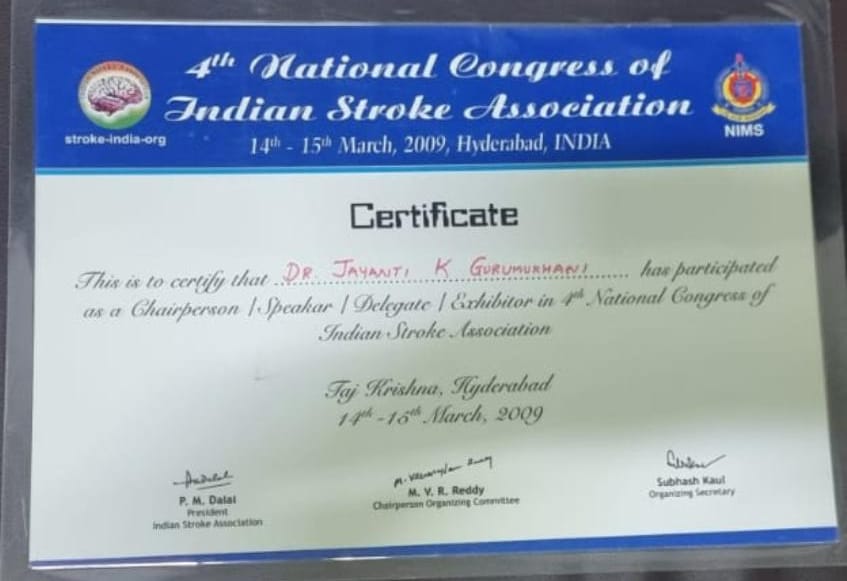 4th National Congress of
Indian Stroke Association
14th - 15th March, 2009, Hyderabad, INDIA
stroke-india-org
NIMS
Certificate
This is to certify that ..DR. JAYANTI K GURUMUKHANI...... has participated
as a Chairperson / Speakar / Delegate / Exhibitor in 4th National Congress of
Indian Stroke Association
Taj Krishna, Hyderabad
14th -15th March, 2009
P. M. Dalal
President
Indian Stroke Association
M. V. R. Reddy
Chairperson Organizing Committee
Subhash Kaul
Organizing Secretary